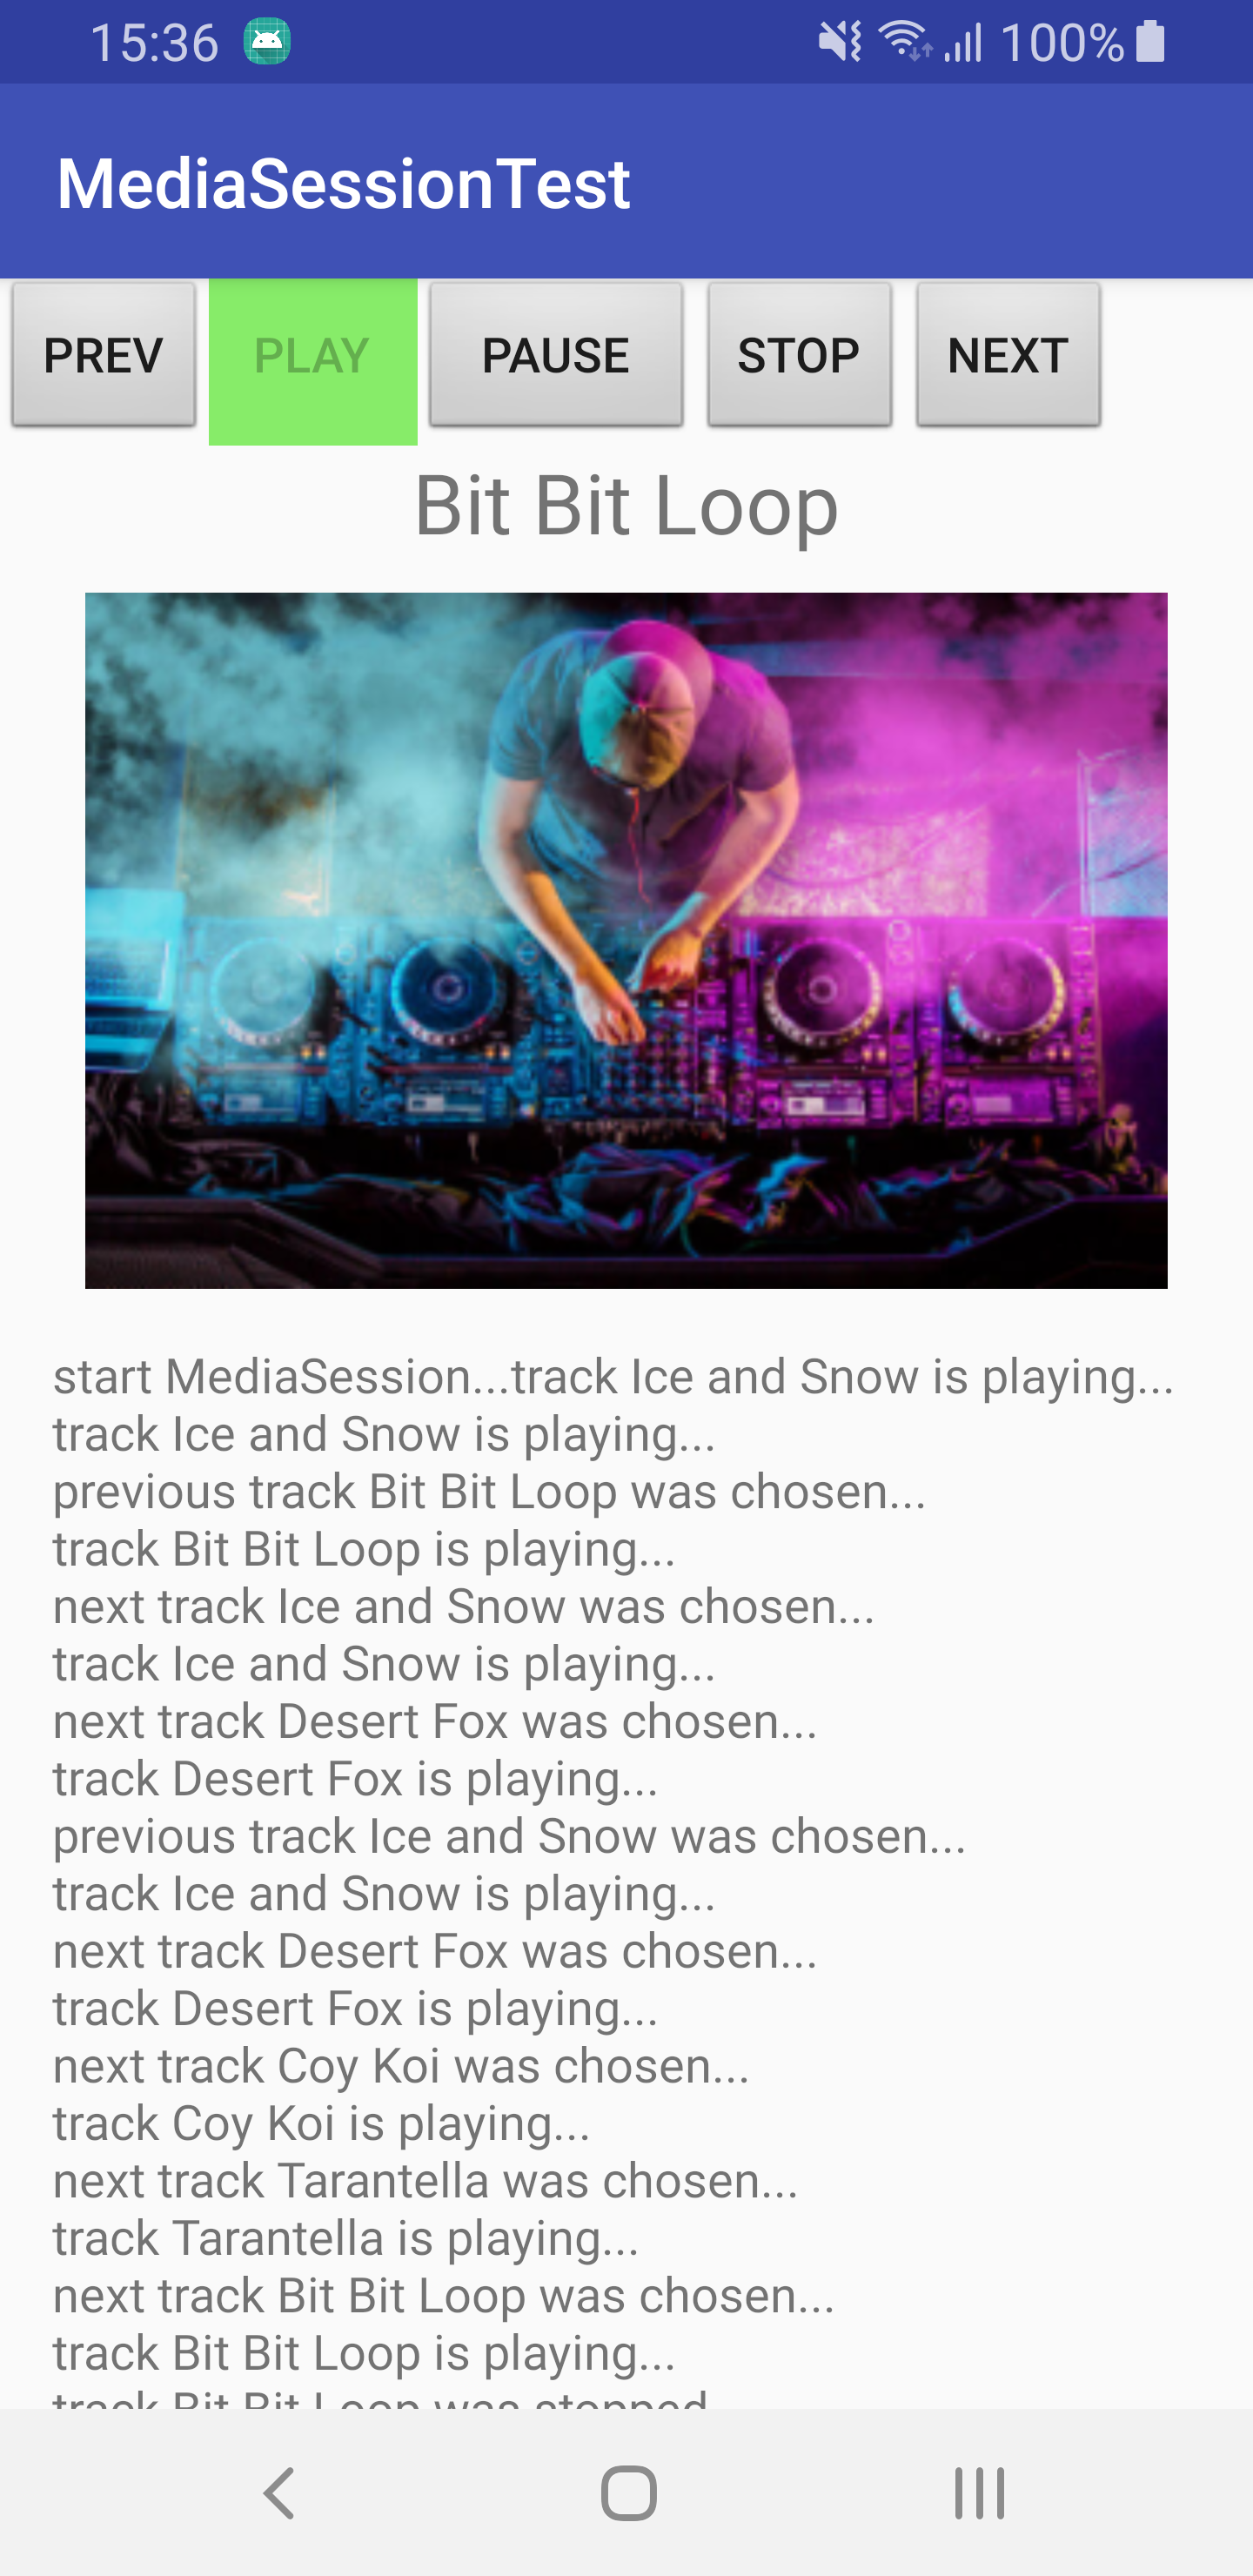 15:36 100%
MediaSessionTest
PREV PLAY PAUSE STOP NEXT
Bit Bit Loop
start MediaSession...track Ice and Snow is playing...
track Ice and Snow is playing...
previous track Bit Bit Loop was chosen...
track Bit Bit Loop is playing...
next track Ice and Snow was chosen...
track Ice and Snow is playing...
next track Desert Fox was chosen...
track Desert Fox is playing...
previous track Ice and Snow was chosen...
track Ice and Snow is playing...
next track Desert Fox was chosen...
track Desert Fox is playing...
next track Coy Koi was chosen...
track Coy Koi is playing...
next track Tarantella was chosen...
track Tarantella is playing...
next track Bit Bit Loop was chosen...
track Bit Bit Loop is playing...
track Bit Bit Loop was stopped